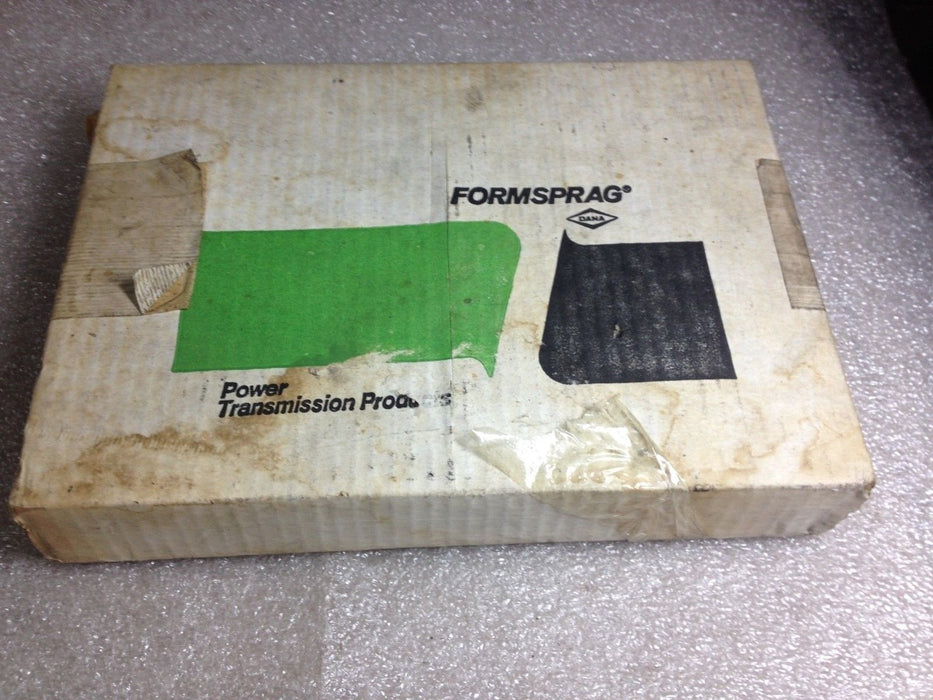 FORMSPRAG®
DANA
Power
Transmission Products